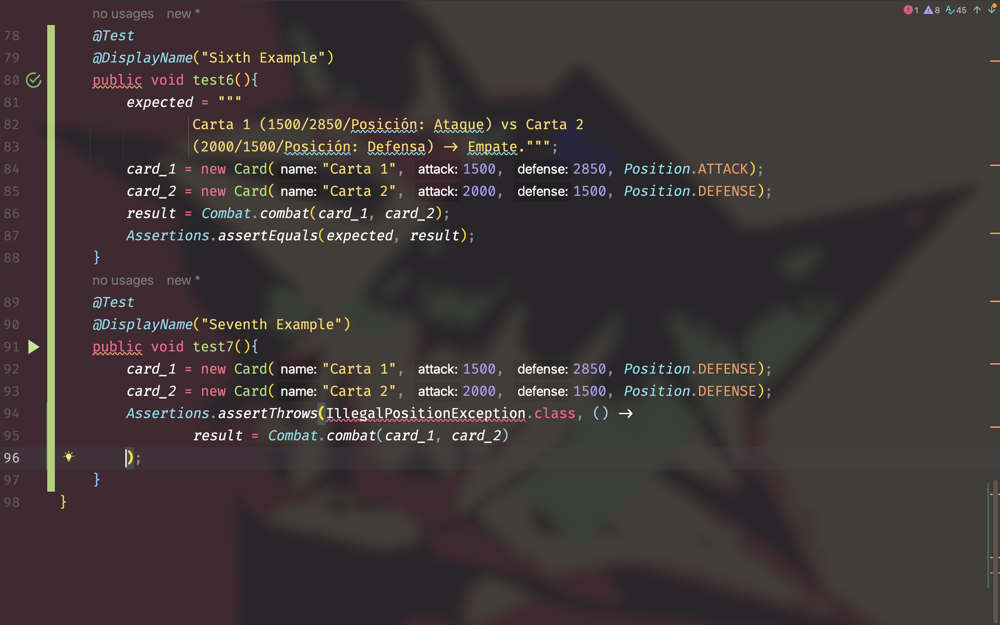 no usages   new *
1 8 45
78 @Test
79 @DisplayName("Sixth Example")
80 public void test6(){
81 expected = """
82 Carta 1 (1500/2850/Posición: Ataque) vs Carta 2
83 (2000/1500/Posición: Defensa) → Empate.""";
84 card_1 = new Card( name: "Carta 1", attack: 1500, defense: 2850, Position.ATTACK);
85 card_2 = new Card( name: "Carta 2", attack: 2000, defense: 1500, Position.DEFENSE);
86 result = Combat.combat(card_1, card_2);
87 Assertions.assertEquals(expected, result);
88 }
no usages   new *
89 @Test
90 @DisplayName("Seventh Example")
91 public void test7(){
92 card_1 = new Card( name: "Carta 1", attack: 1500, defense: 2850, Position.DEFENSE);
93 card_2 = new Card( name: "Carta 2", attack: 2000, defense: 1500, Position.DEFENSE);
94 Assertions.assertThrows(IllegalPositionException.class, () →
95 result = Combat.combat(card_1, card_2)
96 );
97 }
98 }